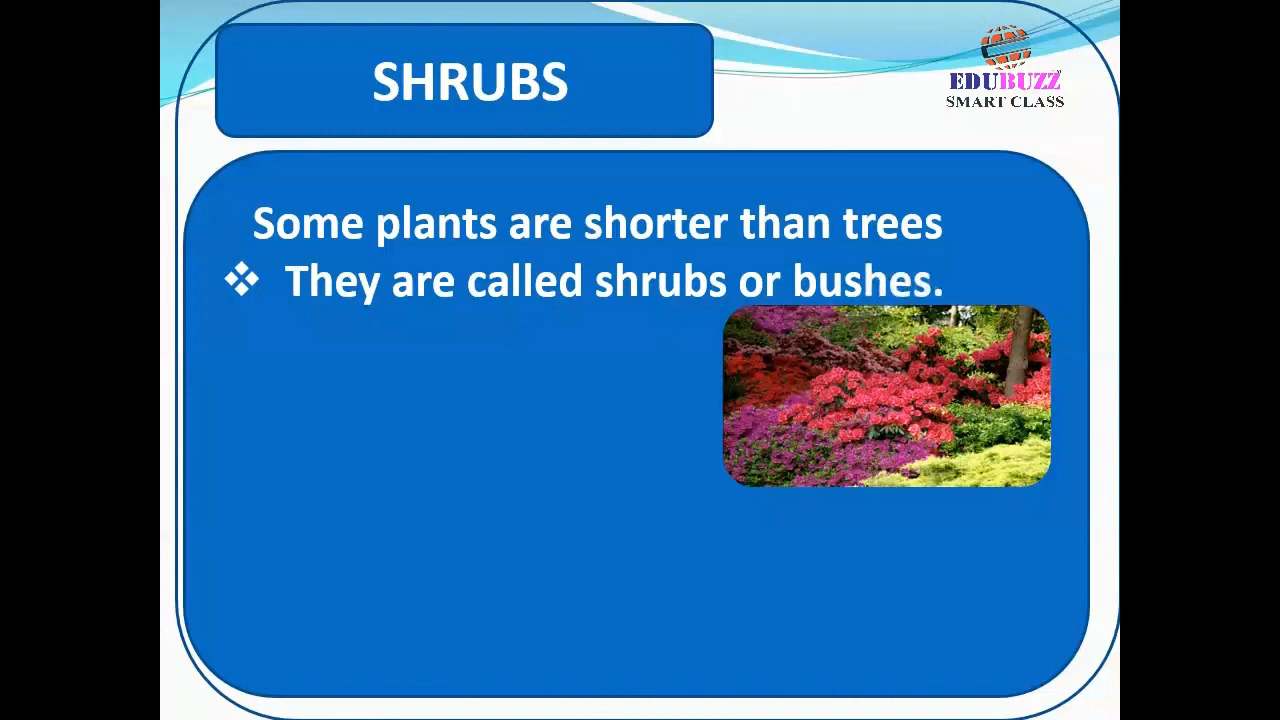 SHRUBS
EDUBUZZ
SMART CLASS
Some plants are shorter than trees
❖ They are called shrubs or bushes.